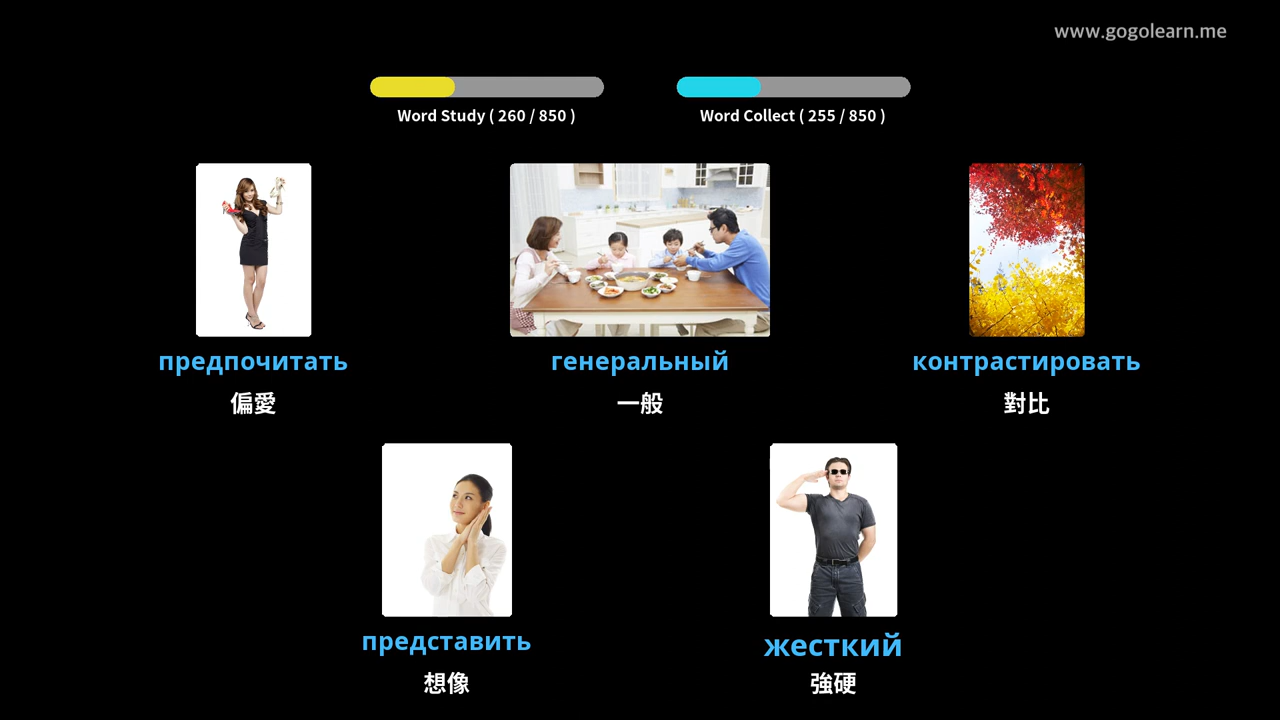 www.gogolearn.me
Word Study ( 260 / 850 )
Word Collect ( 255 / 850 )
предпочитать
генеральный
контрастировать
偏愛
一般
對比
представить
жесткий
想像
強硬